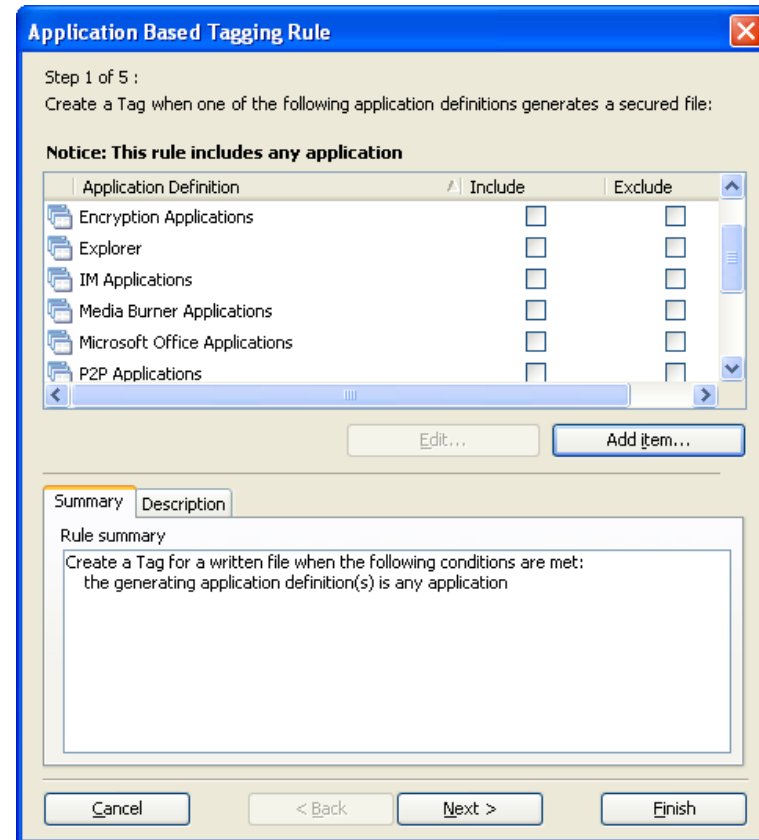 Application Based Tagging Rule
Step 1 of 5 :
Create a Tag when one of the following application definitions generates a secured file:
Notice: This rule includes any application
Application Definition Include Exclude
Encryption Applications
Explorer
IM Applications
Media Burner Applications
Microsoft Office Applications
P2P Applications
Edit... Add item...
Summary Description
Rule summary
Create a Tag for a written file when the following conditions are met:
the generating application definition(s) is any application
Cancel < Back Next > Finish